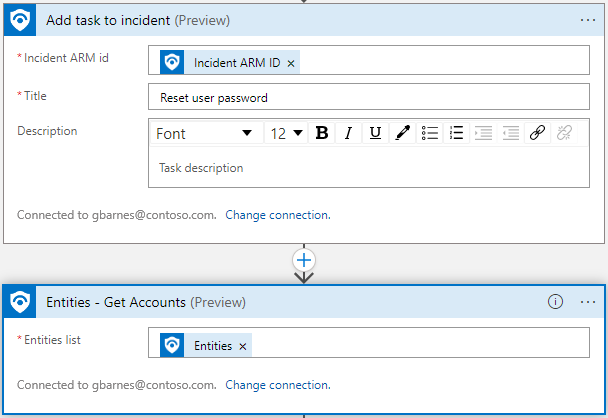 Add task to incident (Preview) ...
* Incident ARM id Incident ARM ID ×
* Title Reset user password
Description Font 12 B I U
Task description
Connected to gbarnes@contoso.com. Change connection.
Entities - Get Accounts (Preview) ...
* Entities list Entities ×
Connected to gbarnes@contoso.com. Change connection.